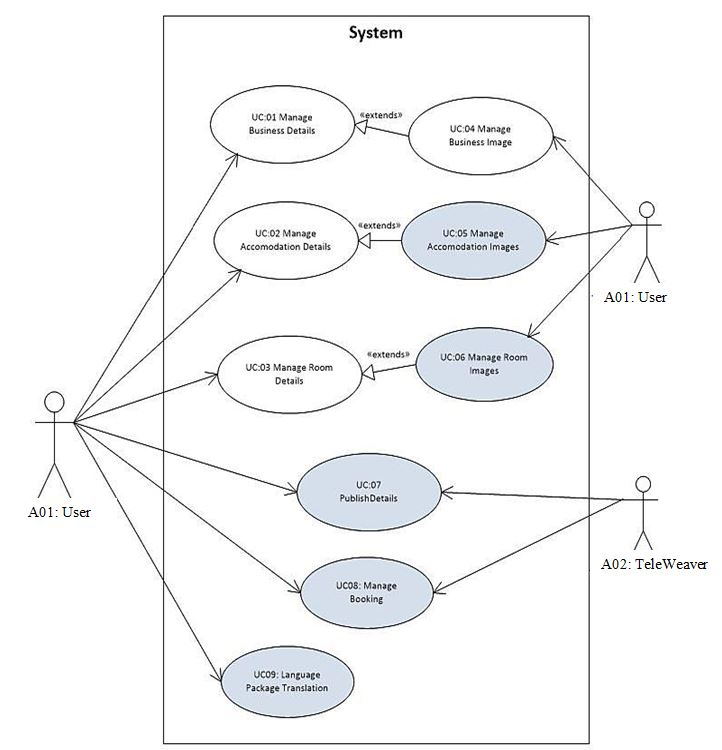 System
UC:01 Manage
Business Details
«extends»
UC:04 Manage
Business Image
UC:02 Manage
Accomodation Details
«extends»
UC:05 Manage
Accomodation Images
A01: User
UC:03 Manage Room
Details
«extends»
UC:06 Manage Room
Images
A01: User
UC:07
PublishDetails
A02: TeleWeaver
UC08: Manage
Booking
UC09: Language
Package Translation